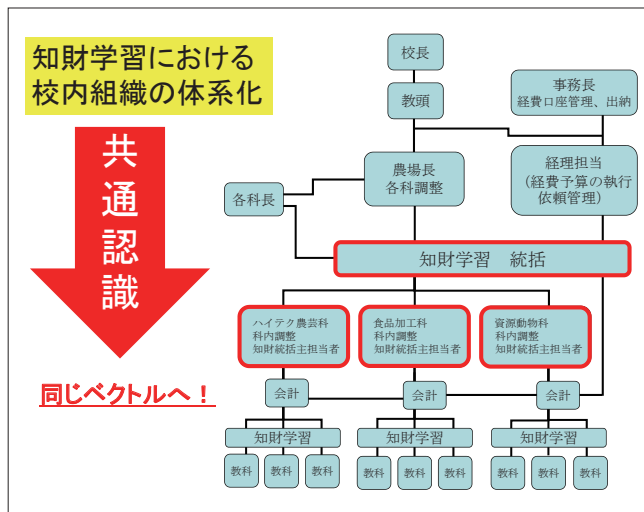 知財学習における
校内組織の体系化
共通認識
同じベクトルへ！
校長
教頭
事務長
経費口座管理、出納
農場長
各科調整
各科長
経理担当
（経費予算の執行
依頼管理）
知財学習　統括
ハイテク農芸科
科内調整
知財統括主担当者
食品加工科
科内調整
知財統括主担当者
資源動物科
科内調整
知財統括主担当者
会計
会計
会計
知財学習
知財学習
知財学習
教科
教科
教科
教科
教科
教科
教科
教科
教科